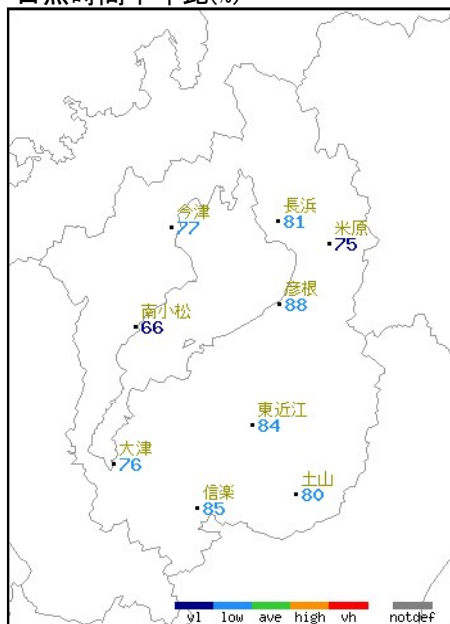 日照時間平年比(%)
今津
77
長浜
81
米原
75
彦根
88
南小松
66
東近江
84
大津
76
信楽
85
土山
80
vl low ave high vh notdef